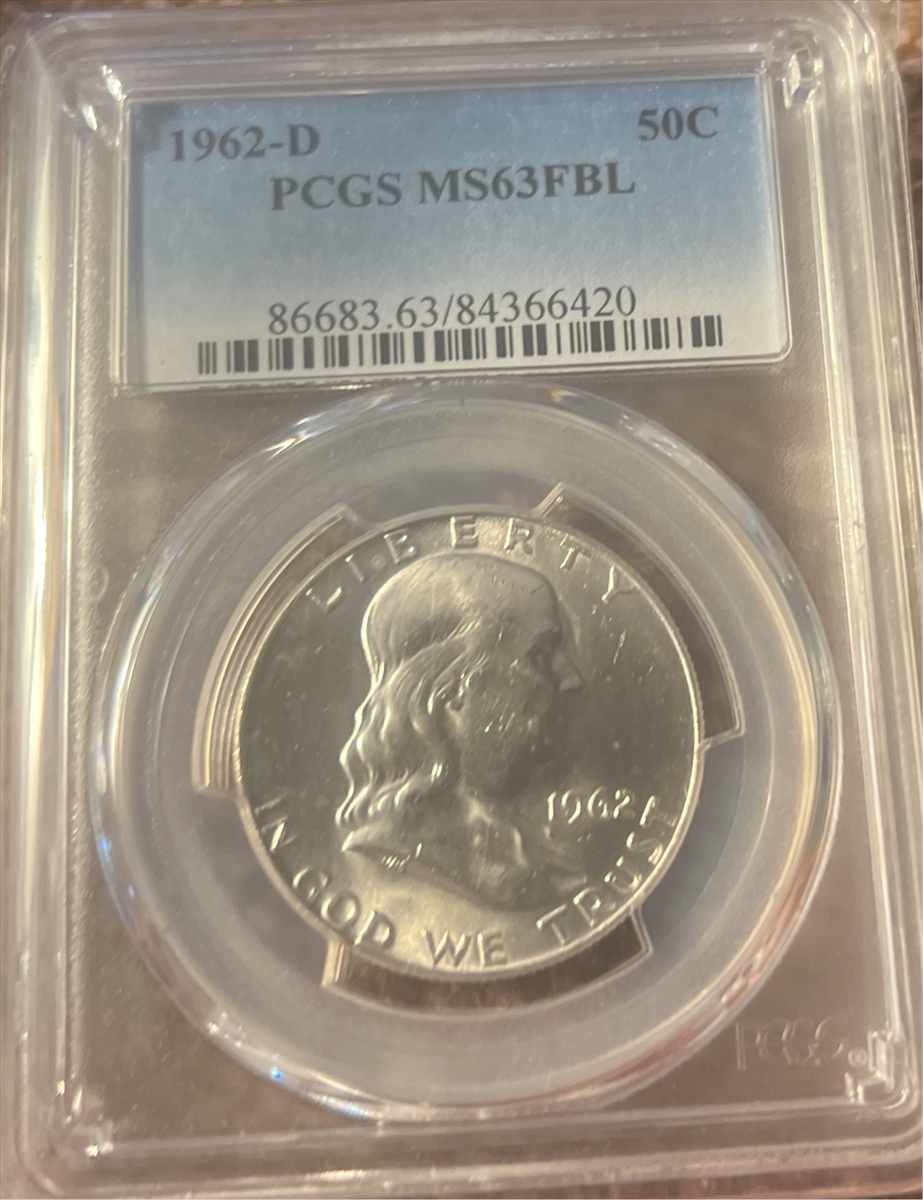 1962-D 50C
PCGS MS63FBL
86683.63/84366420
LIBERTY
1962
IN GOD WE TRUST
PCGS